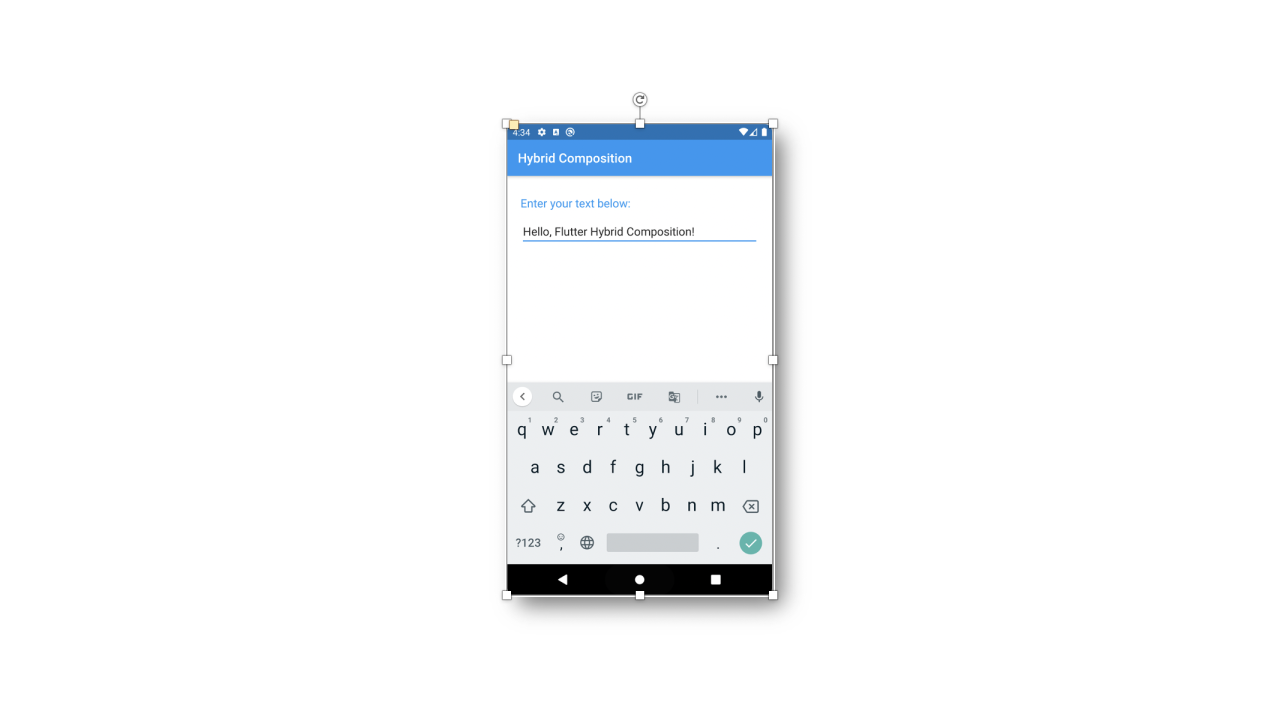 4:34
Hybrid Composition
Enter your text below:
Hello, Flutter Hybrid Composition!
GIF
1 2 3 4 5 6 7 8 9 0
q w e r t y u i o p
a s d f g h j k l
z x c v b n m
?123 , .